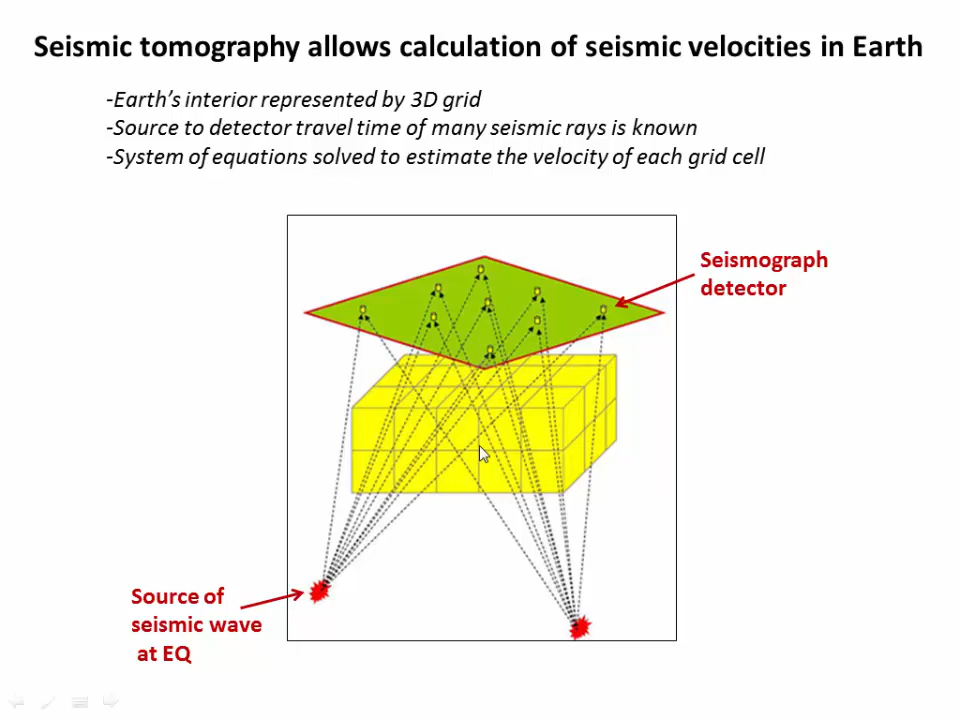 Seismic tomography allows calculation of seismic velocities in Earth
-Earth’s interior represented by 3D grid
-Source to detector travel time of many seismic rays is known
-System of equations solved to estimate the velocity of each grid cell
Seismograph
detector
Source of
seismic wave
at EQ